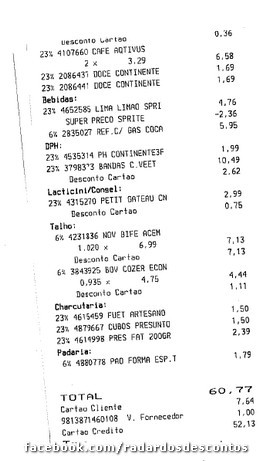 Desconto Cartao 0,36
23% 4107660 CAFE AQTIVUS
2 x 3.29 6,58
23% 2086437 DOCE CONTINENTE 1,69
23% 2086441 DOCE CONTINENTE 1,69
Bebidas:
23% 4652585 LIMA LIMAO SPRI 4,76
SUPER PRECO SPRITE -2,36
6% 2835027 REF.C/ GAS COCA 5,95
DPH:
23% 4535314 PH CONTINENTE3F 1,99
23% 3798373 BANDAS C.VEET 10,49
Desconto Cartao 2,62
Lacticini/Consel:
23% 4315270 PETIT GATEAU CN 2,99
Desconto Cartao 0,75
Talho:
6% 4231836 NOV BIFE ACEM
1.020 x 6.99 7,13
Desconto Cartao 7,13
6% 3843925 BOV COZER ECON
0,935 x 4.75 4,44
Desconto Cartao 1,11
Charcutaria:
23% 4615459 FUET ARTESANO 1,50
23% 4879667 CUBOS PRESUNTO 1,50
23% 4614998 PRES FAT 200GR 2,39
Padaria:
6% 4880778 PAO FORMA ESP.T 1,79
TOTAL 60,77
Cartao Cliente 7,64
9813871460108 V. Fornecedor 1,00
Cartao Credito 52,13
facebook.com/radardosdescontos